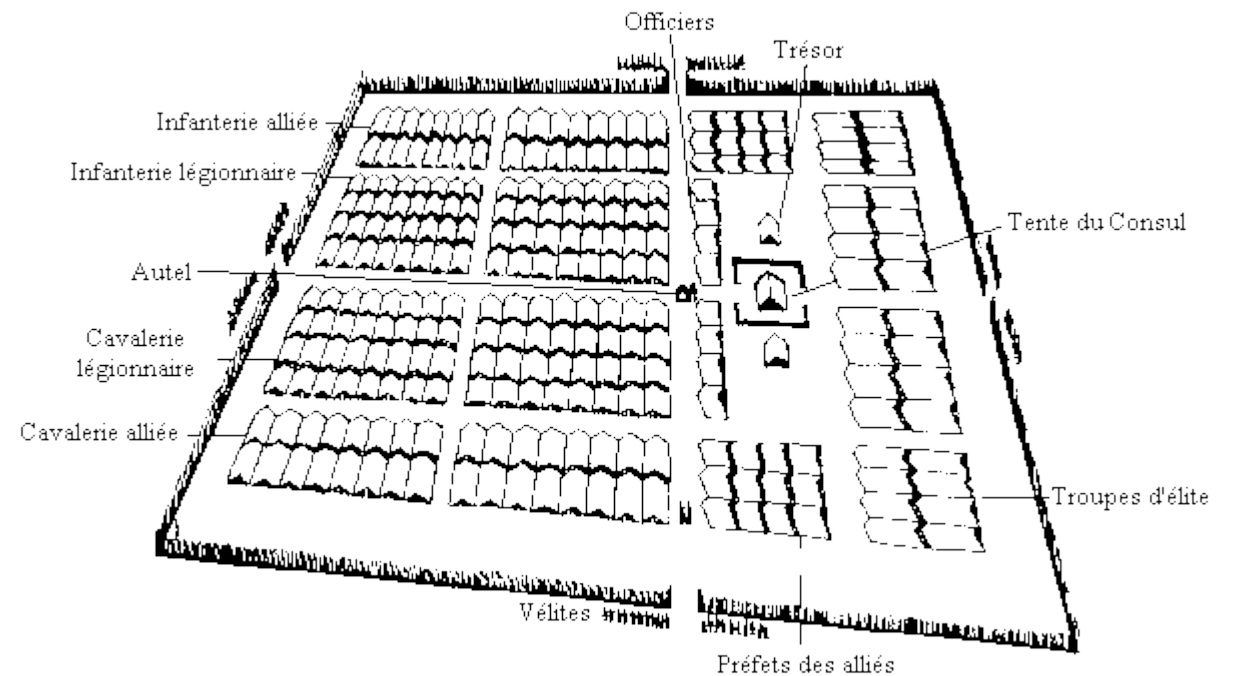 Officiers
Trésor
Infanterie alliée
Infanterie légionnaire
Tente du Consul
Autel
Cavalerie
légionnaire
Cavalerie alliée
Troupes d'élite
Vélites
Préfets des alliés